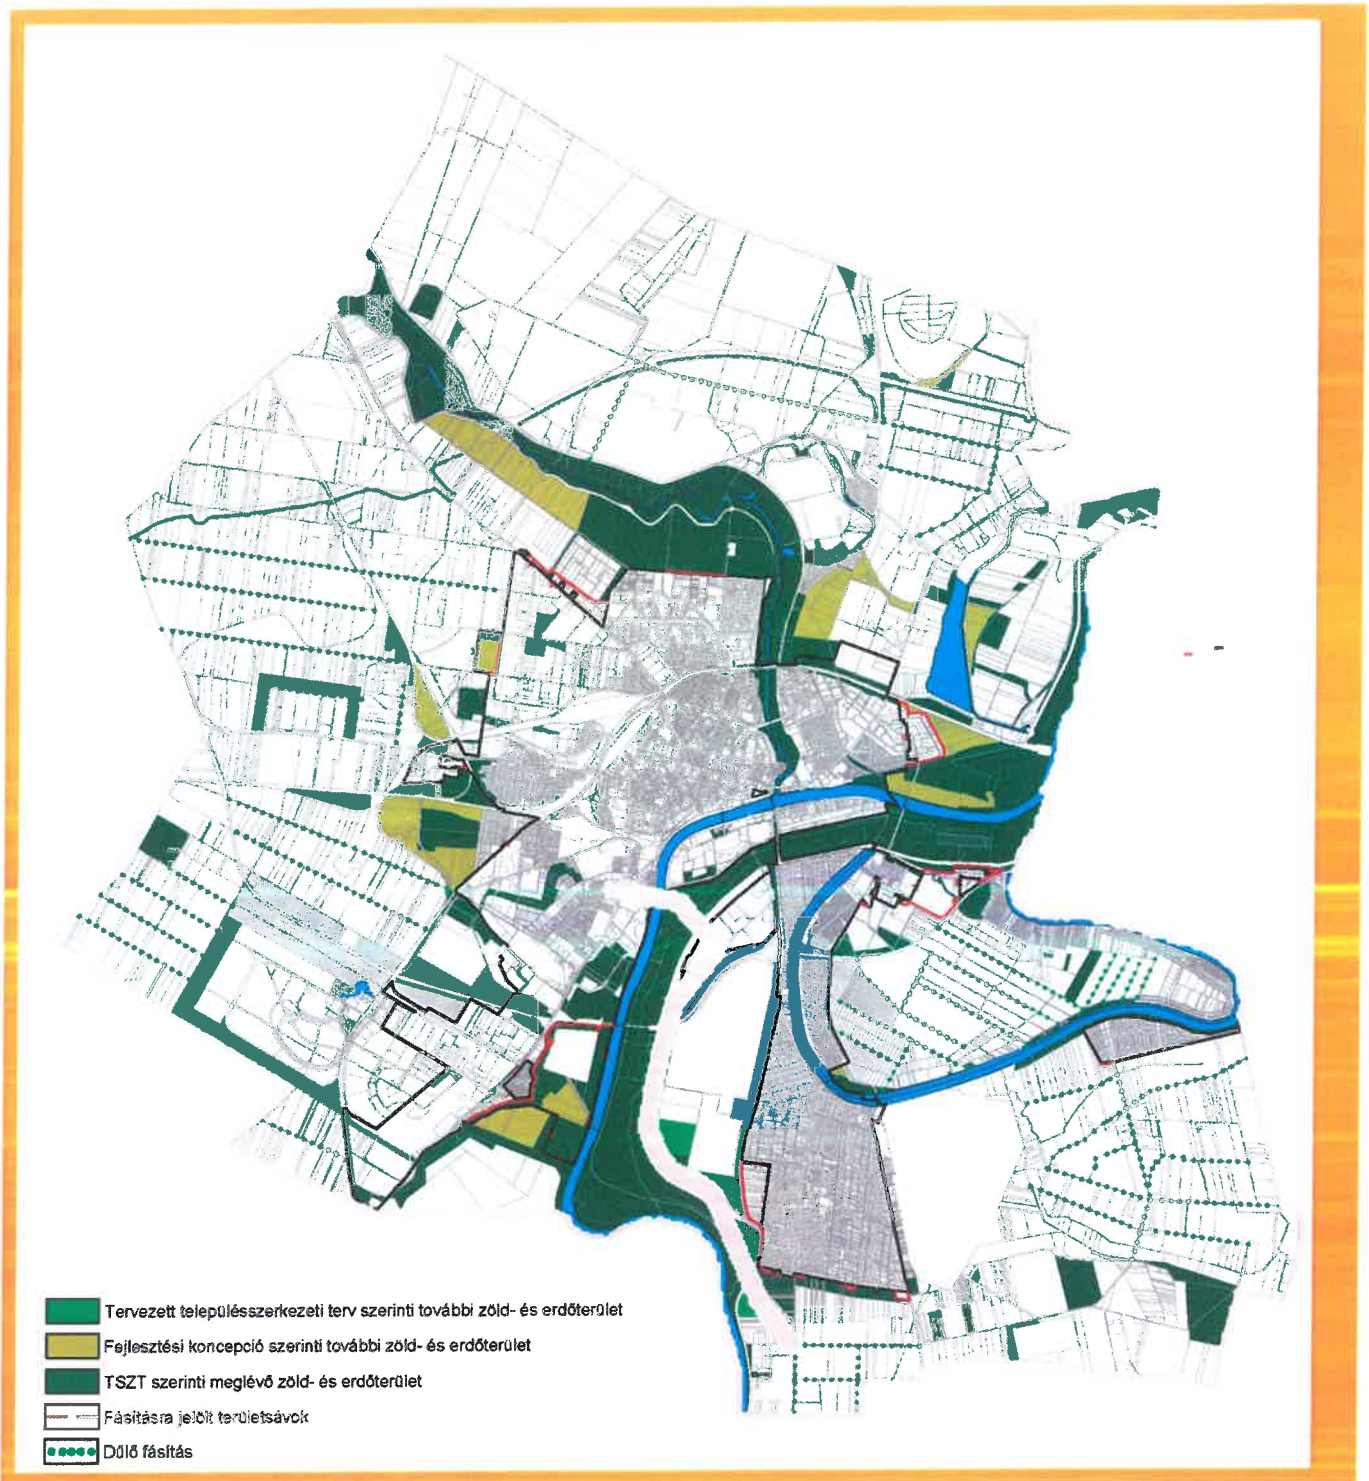 Tervezett településszerkezeti terv szerinti további zöld- és erdőterület
Fejlesztési koncepció szerinti további zöld- és erdőterület
TSZT szerinti meglévő zöld- és erdőterület
Fásításra jelölt területsávok
Dűlő fásítás